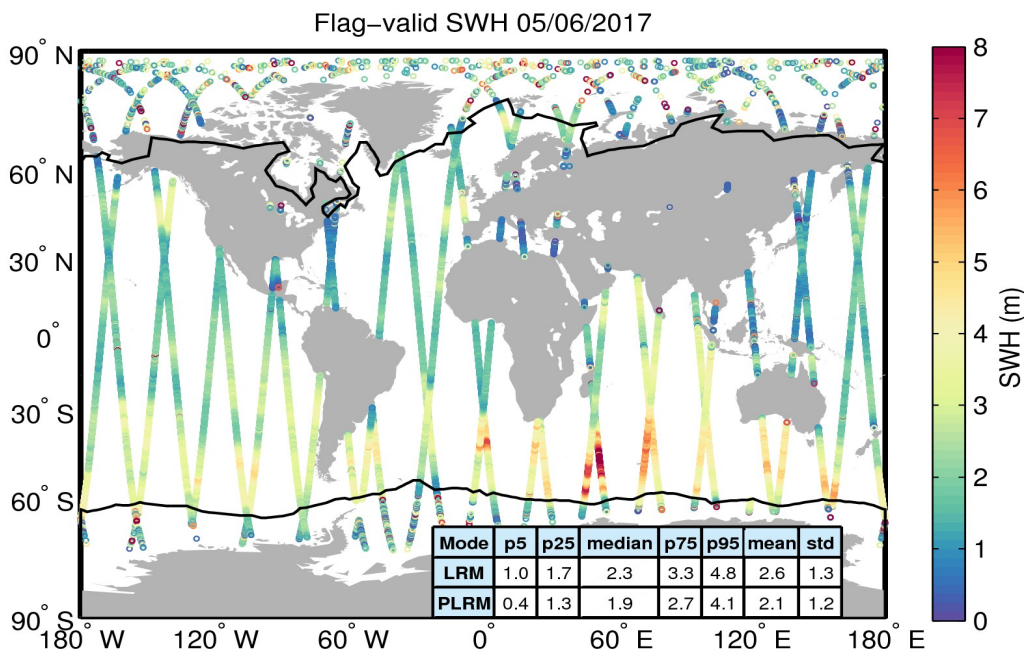 Flag−valid SWH 05/06/2017
90° N
60° N
30° N
0°
30° S
60° S
90° S
180° W
120° W
60° W
0°
60° E
120° E
180° E
8
7
6
5
4
3
2
1
0
SWH (m)
Mode p5 p25 median p75 p95 mean std
LRM 1.0 1.7 2.3 3.3 4.8 2.6 1.3
PLRM 0.4 1.3 1.9 2.7 4.1 2.1 1.2